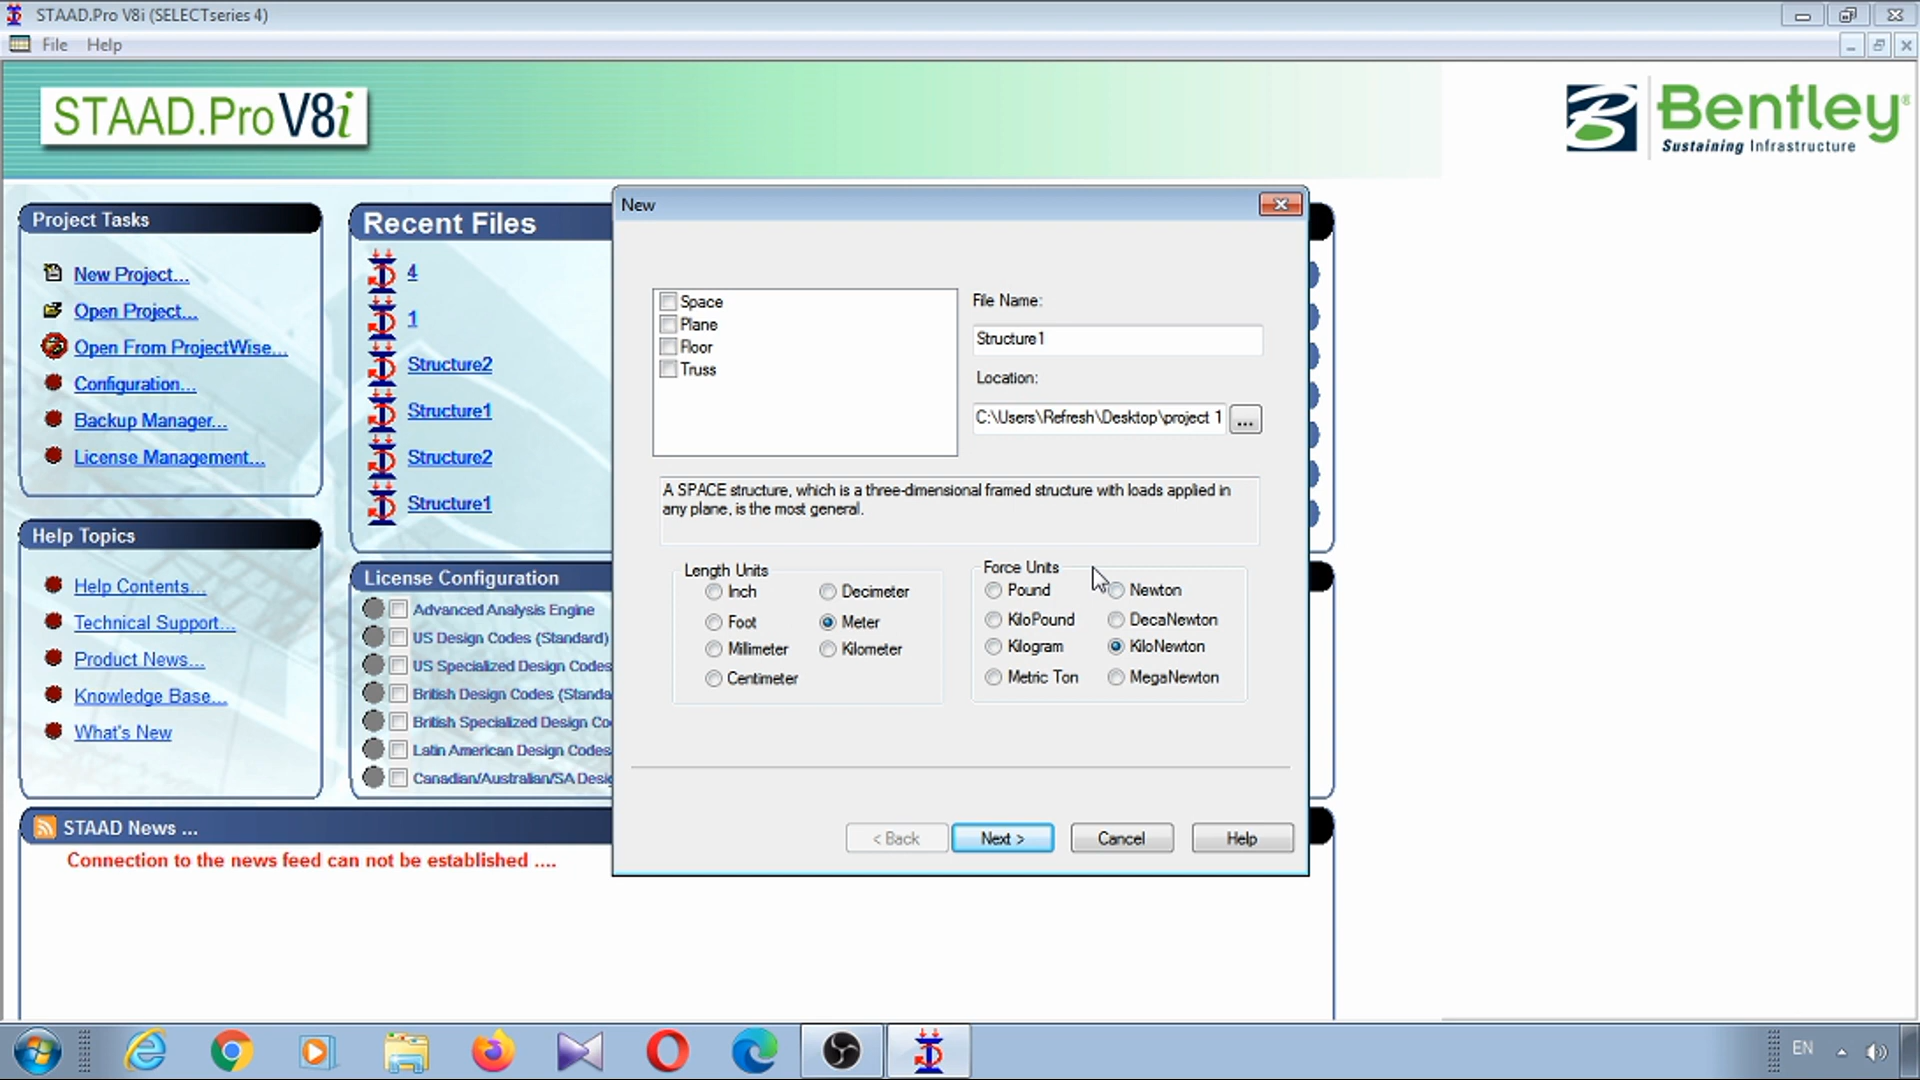 STAAD.Pro V8i (SELECTseries 4)
File Help
STAAD.Pro V8i
Bentley®
Sustaining Infrastructure
Project Tasks
New Project...
Open Project...
Open From ProjectWise...
Configuration...
Backup Manager...
License Management...
Help Topics
Help Contents...
Technical Support...
Product News...
Knowledge Base...
What's New
Recent Files
4
1
Structure2
Structure1
Structure2
Structure1
License Configuration
Advanced Analysis Engine
US Design Codes (Standard)
US Specialized Design Codes
British Design Codes (Standa
British Specialized Design Co
Latin American Design Codes
Canadian/Australian/SA Desig
STAAD News ...
Connection to the news feed can not be established ....
New
Space
Plane
Floor
Truss
File Name:
Structure1
Location:
C:\Users\Refresh\Desktop\project 1
...
A SPACE structure, which is a three-dimensional framed structure with loads applied in
any plane, is the most general.
Length Units
Inch Decimeter
Foot Meter
Millimeter Kilometer
Centimeter
Force Units
Pound Newton
KiloPound DecaNewton
Kilogram KiloNewton
Metric Ton MegaNewton
< Back Next > Cancel Help
EN